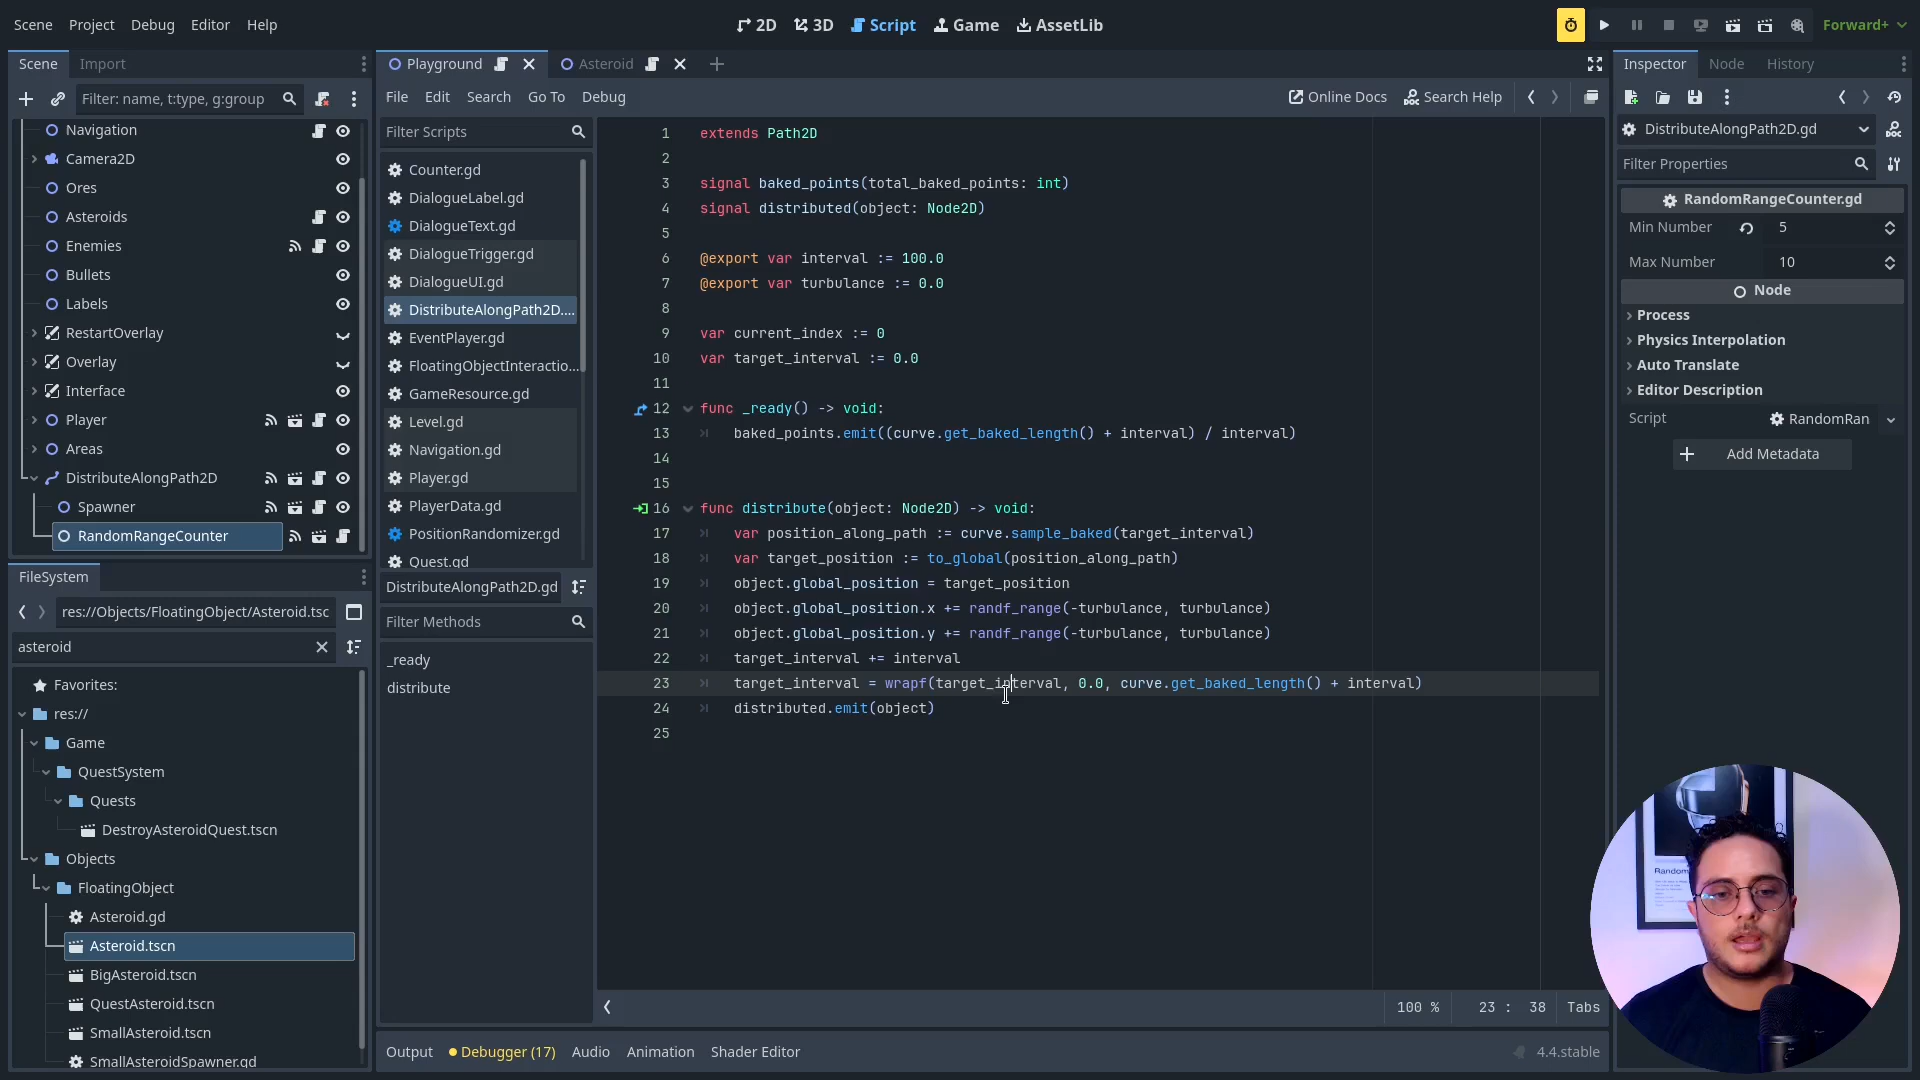 Scene Project Debug Editor Help
2D 3D Script Game AssetLib
Forward+
Scene Import
Filter: name, t:type, g:group
Navigation
Camera2D
Ores
Asteroids
Enemies
Bullets
Labels
RestartOverlay
Overlay
Interface
Player
Areas
DistributeAlongPath2D
Spawner
RandomRangeCounter
FileSystem
res://Objects/FloatingObject/Asteroid.tsc
asteroid
Favorites:
res://
Game
QuestSystem
Quests
DestroyAsteroidQuest.tscn
Objects
FloatingObject
Asteroid.gd
Asteroid.tscn
BigAsteroid.tscn
QuestAsteroid.tscn
SmallAsteroid.tscn
SmallAsteroidSpawner.gd
Playground Asteroid
File Edit Search Go To Debug
Online Docs Search Help
Filter Scripts
Counter.gd
DialogueLabel.gd
DialogueText.gd
DialogueTrigger.gd
DialogueUI.gd
DistributeAlongPath2D....
EventPlayer.gd
FloatingObjectInteractio...
GameResource.gd
Level.gd
Navigation.gd
Player.gd
PlayerData.gd
PositionRandomizer.gd
Quest.gd
DistributeAlongPath2D.gd
Filter Methods
_ready
distribute
1 extends Path2D
2
3 signal baked_points(total_baked_points: int)
4 signal distributed(object: Node2D)
5
6 @export var interval := 100.0
7 @export var turbulance := 0.0
8
9 var current_index := 0
10 var target_interval := 0.0
11
12 func _ready() -> void:
13 baked_points.emit((curve.get_baked_length() + interval) / interval)
14
15
16 func distribute(object: Node2D) -> void:
17 var position_along_path := curve.sample_baked(target_interval)
18 var target_position := to_global(position_along_path)
19 object.global_position = target_position
20 object.global_position.x += randf_range(-turbulance, turbulance)
21 object.global_position.y += randf_range(-turbulance, turbulance)
22 target_interval += interval
23 target_interval = wrapf(target_interval, 0.0, curve.get_baked_length() + interval)
24 distributed.emit(object)
25
100 % 23 : 38 Tabs
Output Debugger (17) Audio Animation Shader Editor 4.4.stable
Inspector Node History
DistributeAlongPath2D.gd
Filter Properties
RandomRangeCounter.gd
Min Number 5
Max Number 10
Node
Process
Physics Interpolation
Auto Translate
Editor Description
Script RandomRan
Add Metadata
Random